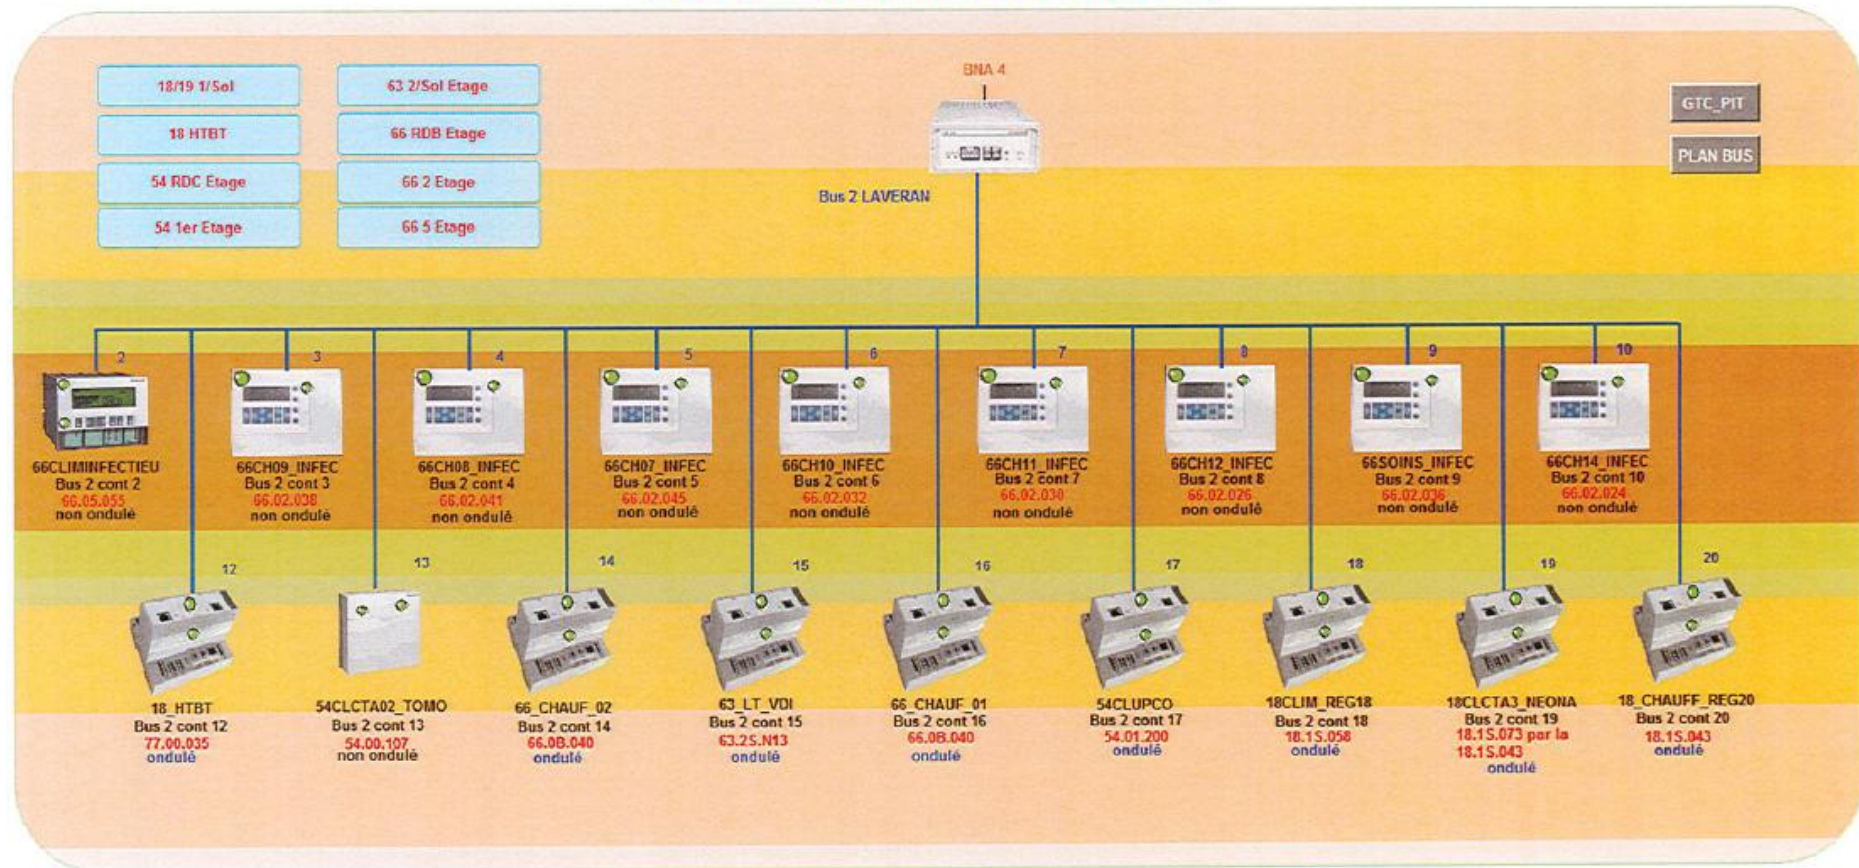 18/19 1/Sol
63 2/Sol Etage
18 HTBT
66 RDB Etage
54 RDC Etage
66 2 Etage
54 1er Etage
66 5 Etage
BNA 4
GTC_PIT
PLAN BUS
Bus 2 LAVERAN
2
3
4
5
6
7
8
9
10
66CLIMINFECTIEU
Bus 2 cont 2
66.05.055
non ondulé
66CH09_INFEC
Bus 2 cont 3
66.02.038
non ondulé
66CH08_INFEC
Bus 2 cont 4
66.02.041
non ondulé
66CH07_INFEC
Bus 2 cont 5
66.02.045
non ondulé
66CH10_INFEC
Bus 2 cont 6
66.02.032
non ondulé
66CH11_INFEC
Bus 2 cont 7
66.02.030
non ondulé
66CH12_INFEC
Bus 2 cont 8
66.02.026
non ondulé
66SOINS_INFEC
Bus 2 cont 9
66.02.036
non ondulé
66CH14_INFEC
Bus 2 cont 10
66.02.024
non ondulé
12
13
14
15
16
17
18
19
20
18_HTBT
Bus 2 cont 12
77.00.035
ondulé
54CLCTA02_TOMO
Bus 2 cont 13
54.00.107
non ondulé
66_CHAUF_02
Bus 2 cont 14
66.0B.040
ondulé
63_LT_VDI
Bus 2 cont 15
63.2S.N13
ondulé
66_CHAUF_01
Bus 2 cont 16
66.0B.040
ondulé
54CLUPCO
Bus 2 cont 17
54.01.200
ondulé
18CLIM_REG18
Bus 2 cont 18
18.1S.058
ondulé
18CLCTA3_NEONA
Bus 2 cont 19
18.1S.073 par la
18.1S.043
ondulé
18_CHAUFF_REG20
Bus 2 cont 20
18.1S.043
ondulé